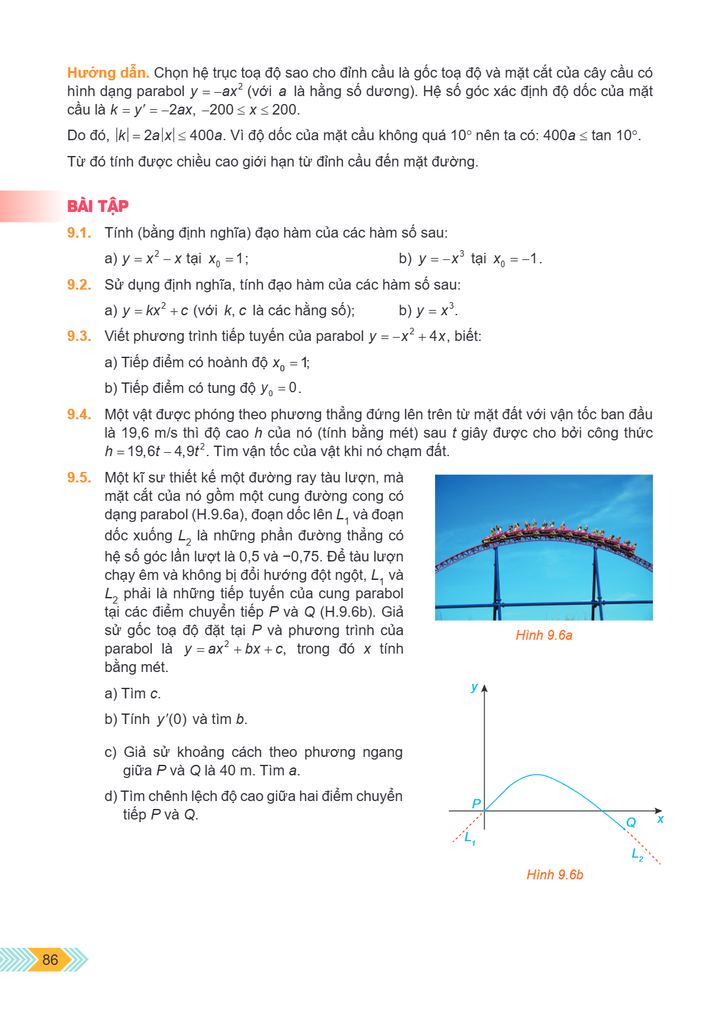 Hướng dẫn. Chọn hệ trục toạ độ sao cho đỉnh cầu là gốc toạ độ và mặt cắt của cây cầu có
hình dạng parabol y = −ax² (với a là hằng số dương). Hệ số góc xác định độ dốc của mặt
cầu là k = y′ = −2ax, −200 ≤ x ≤ 200.
Do đó, |k| = 2a|x| ≤ 400a. Vì độ dốc của mặt cầu không quá 10° nên ta có: 400a ≤ tan 10°.
Từ đó tính được chiều cao giới hạn từ đỉnh cầu đến mặt đường.
BÀI TẬP
9.1. Tính (bằng định nghĩa) đạo hàm của các hàm số sau:
a) y = x² − x tại x₀ = 1; b) y = −x³ tại x₀ = −1.
9.2. Sử dụng định nghĩa, tính đạo hàm của các hàm số sau:
a) y = kx² + c (với k, c là các hằng số); b) y = x³.
9.3. Viết phương trình tiếp tuyến của parabol y = −x² + 4x, biết:
a) Tiếp điểm có hoành độ x₀ = 1;
b) Tiếp điểm có tung độ y₀ = 0.
9.4. Một vật được phóng theo phương thẳng đứng lên trên từ mặt đất với vận tốc ban đầu
là 19,6 m/s thì độ cao h của nó (tính bằng mét) sau t giây được cho bởi công thức
h = 19,6t − 4,9t². Tìm vận tốc của vật khi nó chạm đất.
9.5. Một kĩ sư thiết kế một đường ray tàu lượn, mà
mặt cắt của nó gồm một cung đường cong có
dạng parabol (H.9.6a), đoạn dốc lên L₁ và đoạn
dốc xuống L₂ là những phần đường thẳng có
hệ số góc lần lượt là 0,5 và −0,75. Để tàu lượn
chạy êm và không bị đổi hướng đột ngột, L₁ và
L₂ phải là những tiếp tuyến của cung parabol
tại các điểm chuyển tiếp P và Q (H.9.6b). Giả
sử gốc toạ độ đặt tại P và phương trình của
parabol là y = ax² + bx + c, trong đó x tính
bằng mét.
a) Tìm c.
b) Tính y′(0) và tìm b.
c) Giả sử khoảng cách theo phương ngang
giữa P và Q là 40 m. Tìm a.
d) Tìm chênh lệch độ cao giữa hai điểm chuyển
tiếp P và Q.
Hình 9.6a
y
P
Q
x
L₁
L₂
Hình 9.6b
86